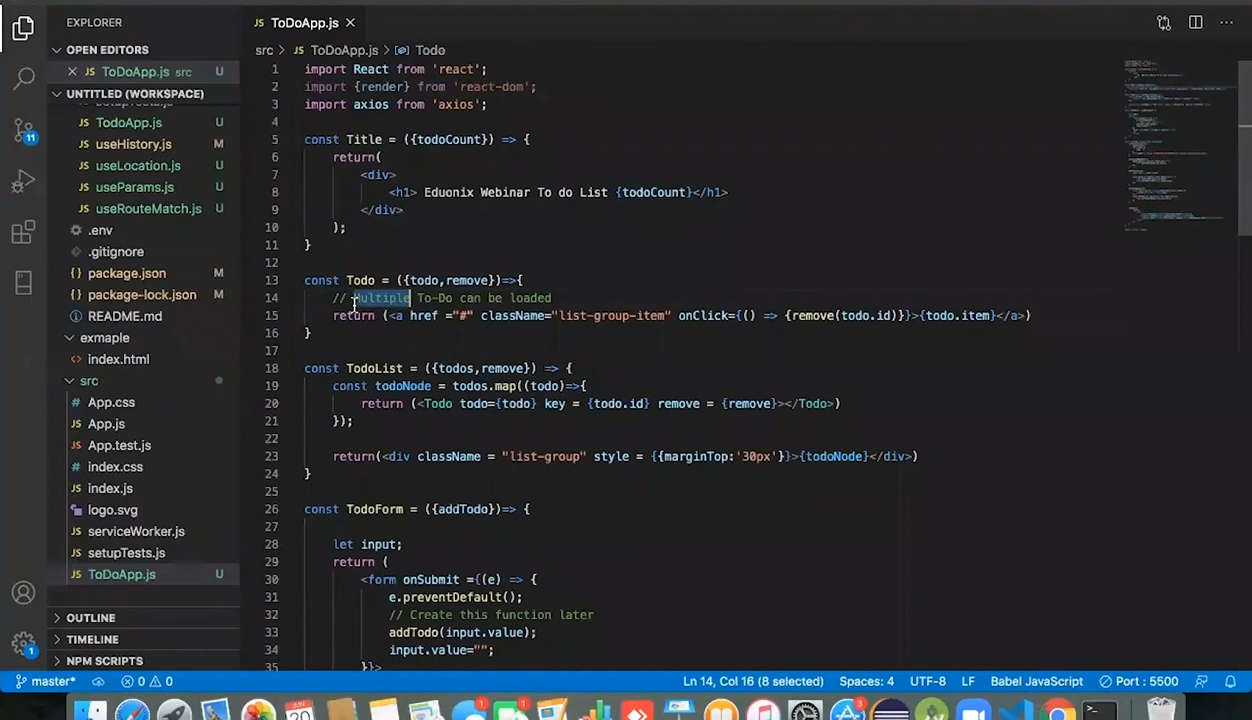 EXPLORER
OPEN EDITORS
JS ToDoApp.js src U
UNTITLED (WORKSPACE)
JS TodoApp.js U
JS useHistory.js M
JS useLocation.js U
JS useParams.js U
JS useRouteMatch.js U
.env
.gitignore
{} package.json M
{} package-lock.json M
README.md
exmaple
<> index.html
src
# App.css
JS App.js
JS App.test.js
# index.css
JS index.js
logo.svg
JS serviceWorker.js
JS setupTests.js
JS ToDoApp.js U
OUTLINE
TIMELINE
NPM SCRIPTS
11
1
JS ToDoApp.js
src > JS ToDoApp.js > Todo
1 import React from 'react';
2 import {render} from 'react-dom';
3 import axios from 'axios';
4
5 const Title = ({todoCount}) => {
6 return(
7 <div>
8 <h1> Eduonix Webinar To do List {todoCount}</h1>
9 </div>
10 );
11 }
12
13 const Todo = ({todo,remove})=>{
14 // Multiple To-Do can be loaded
15 return (<a href ="#" className="list-group-item" onClick={() => {remove(todo.id)}}>{todo.item}</a>)
16 }
17
18 const TodoList = ({todos,remove}) => {
19 const todoNode = todos.map((todo)=>{
20 return (<Todo todo={todo} key = {todo.id} remove = {remove}></Todo>)
21 });
22
23 return(<div className = "list-group" style = {{marginTop:'30px'}}>{todoNode}</div>)
24 }
25
26 const TodoForm = ({addTodo})=> {
27
28 let input;
29 return (
30 <form onSubmit ={(e) => {
31 e.preventDefault();
32 // Create this function later
33 addTodo(input.value);
34 input.value="";
35 }}>
master* 0 0 Ln 14, Col 16 (8 selected) Spaces: 4 UTF-8 LF Babel JavaScript Port : 5500